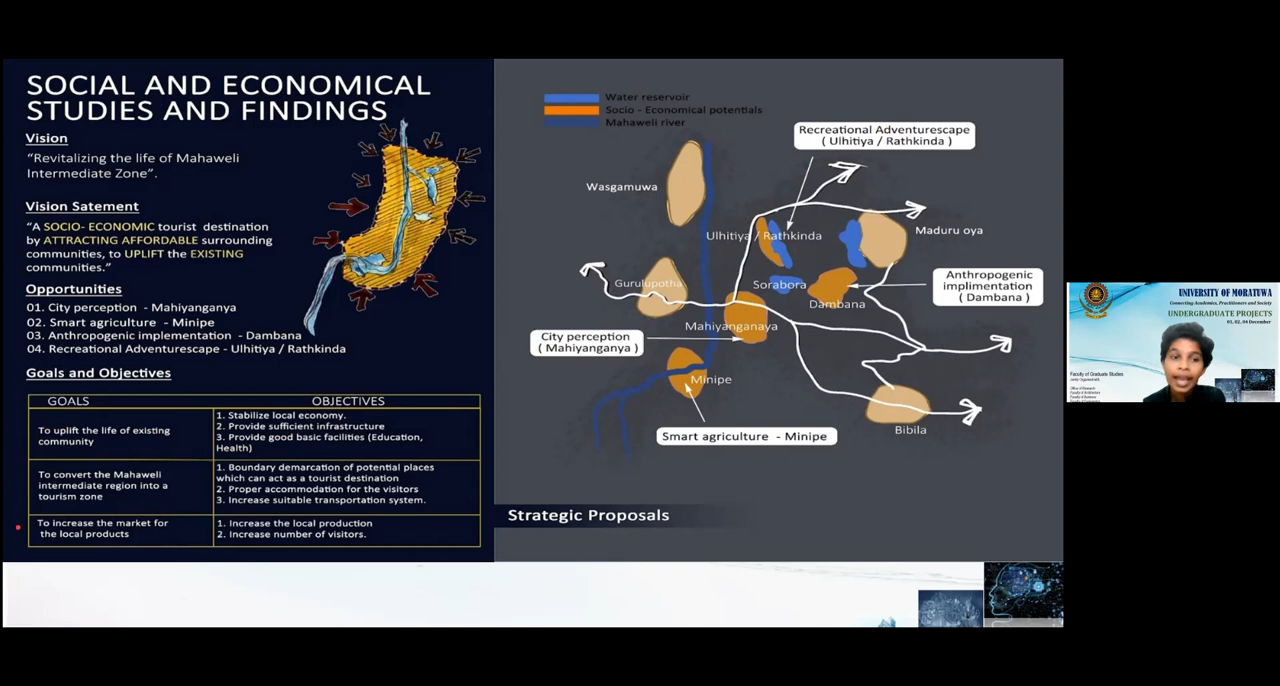 SOCIAL AND ECONOMICAL
STUDIES AND FINDINGS
Vision
“Revitalizing the life of Mahaweli
Intermediate Zone”.
Vision Satement
“A SOCIO- ECONOMIC tourist destination
by ATTRACTING AFFORDABLE surrounding
communities, to UPLIFT the EXISTING
communities.”
Opportunities
01. City perception - Mahiyanganya
02. Smart agriculture - Minipe
03. Anthropogenic implementation - Dambana
04. Recreational Adventurescape - Ulhitiya / Rathkinda
Goals and Objectives
GOALS
OBJECTIVES
To uplift the life of existing
community
1. Stabilize local economy.
2. Provide sufficient infrastructure
3. Provide good basic facilities (Education,
Health)
To convert the Mahaweli
intermediate region into a
tourism zone
1. Boundary demarcation of potential places
which can act as a tourist destination
2. Proper accommodation for the visitors
3. Increase suitable transportation system.
To increase the market for
the local products
1. Increase the local production
2. Increase number of visitors.
Water reservoir
Socio - Economical potentials
Mahaweli river
Recreational Adventurescape
( Ulhitiya / Rathkinda )
Wasgamuwa
Ulhitiya / Rathkinda
Maduru oya
Gurulupotha
Sorabora
Dambana
Anthropogenic
implimentation
( Dambana )
Mahiyanganaya
City perception
( Mahiyanganya )
Minipe
Smart agriculture - Minipe
Bibila
Strategic Proposals
UNIVERSITY OF MORATUWA
Connecting Academics, Practitioners and Society
UNDERGRADUATE PROJECTS
01, 02, 04 December
Faculty of Graduate Studies